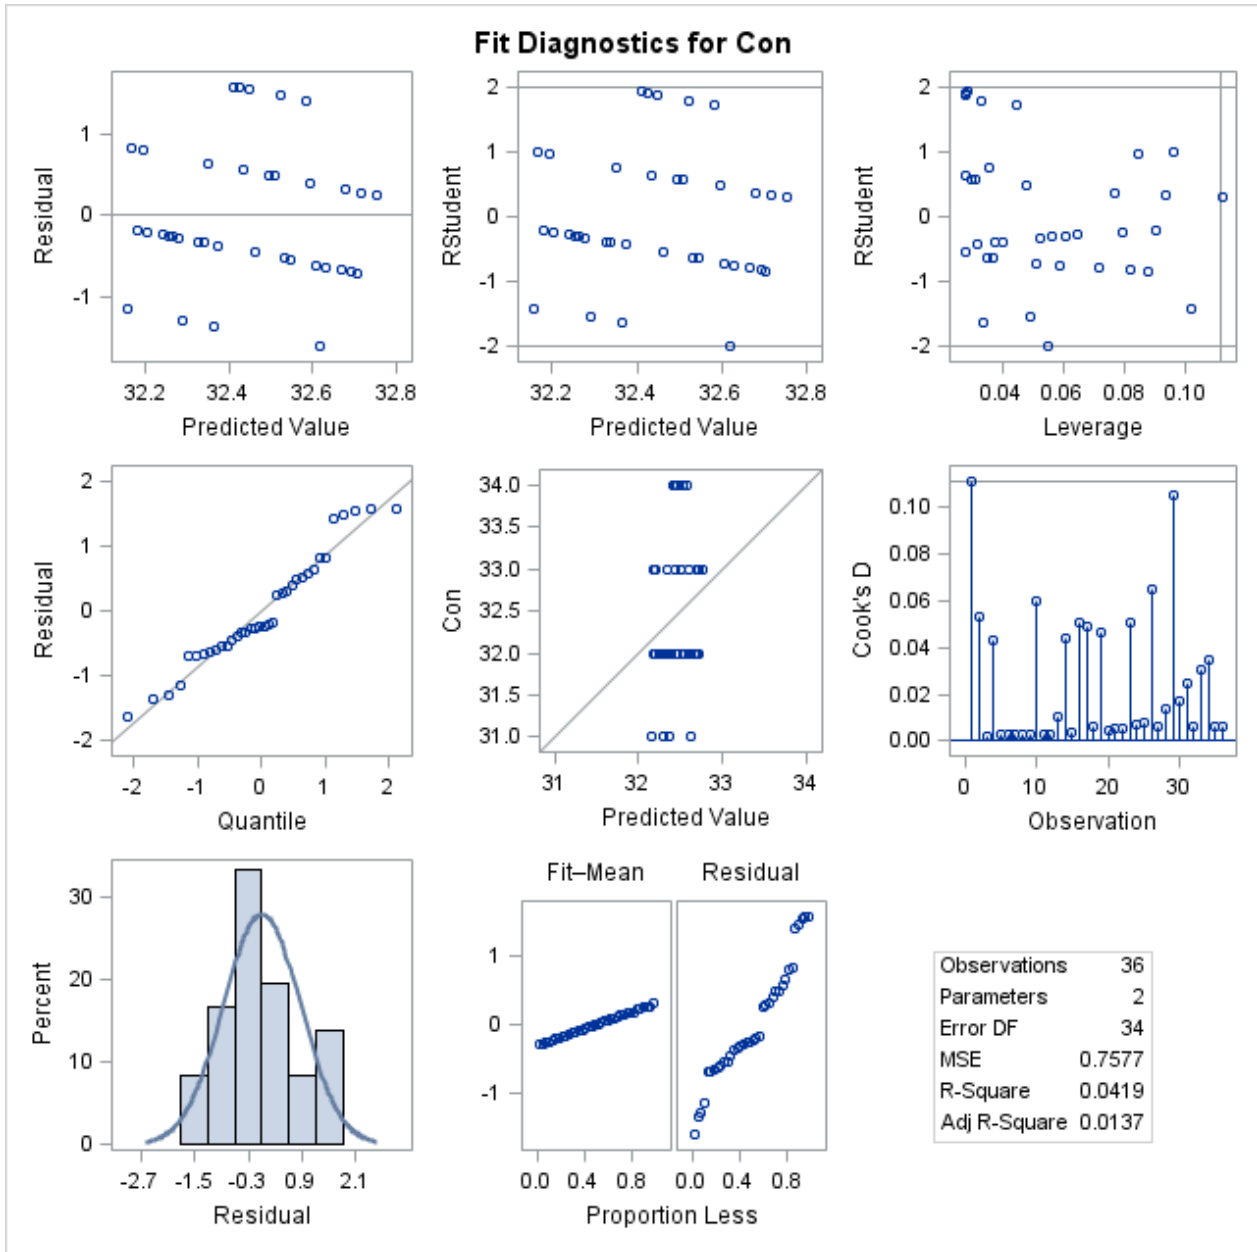 Fit Diagnostics for Con
Residual
1
0
-1
32.2 32.4 32.6 32.8
Predicted Value
RStudent
2
1
0
-1
-2
32.2 32.4 32.6 32.8
Predicted Value
RStudent
2
1
0
-1
-2
0.04 0.06 0.08 0.10
Leverage
Residual
2
1
0
-1
-2
-2 -1 0 1 2
Quantile
Con
34.0
33.5
33.0
32.5
32.0
31.5
31.0
31 32 33 34
Predicted Value
Cook's D
0.10
0.08
0.06
0.04
0.02
0.00
0 10 20 30
Observation
Percent
30
20
10
0
-2.7 -1.5 -0.3 0.9 2.1
Residual
Fit–Mean Residual
1
0
-1
0.0 0.4 0.8 0.0 0.4 0.8
Proportion Less
Observations 36
Parameters 2
Error DF 34
MSE 0.7577
R-Square 0.0419
Adj R-Square 0.0137